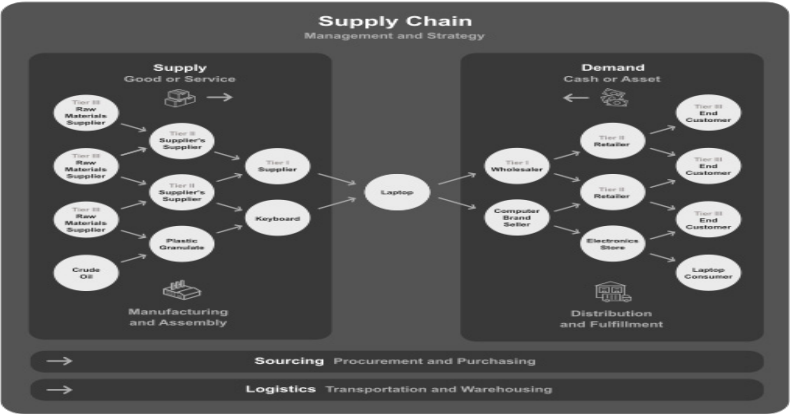 Supply Chain
Management and Strategy
Supply
Good or Service
Tier III
Raw
Materials
Supplier
Tier III
Raw
Materials
Supplier
Tier III
Raw
Materials
Supplier
Crude
Oil
Tier II
Supplier's
Supplier
Tier II
Supplier's
Supplier
Plastic
Granulate
Tier I
Supplier
Keyboard
Manufacturing
and Assembly
Laptop
Demand
Cash or Asset
Tier I
Wholesaler
Computer
Brand
Seller
Tier II
Retailer
Tier II
Retailer
Electronics
Store
Tier III
End
Customer
Tier III
End
Customer
Tier III
End
Customer
Laptop
Consumer
Distribution
and Fulfillment
Sourcing Procurement and Purchasing
Logistics Transportation and Warehousing